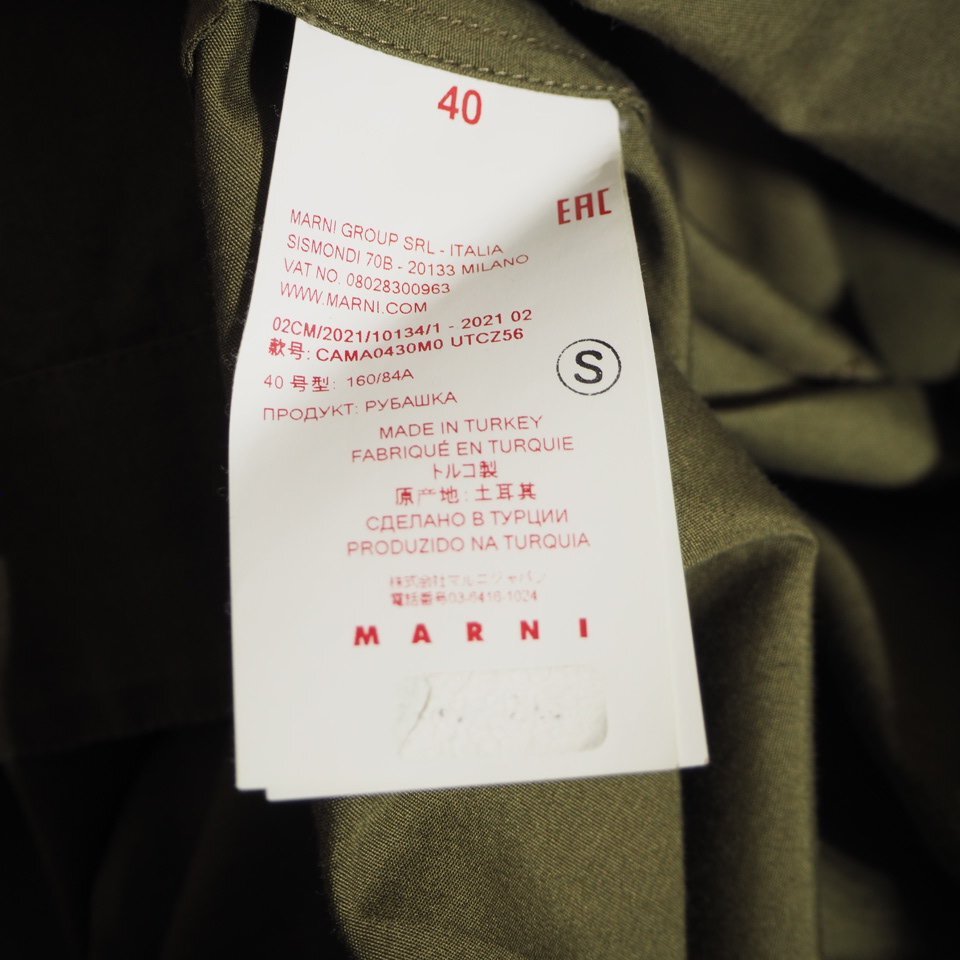 40
EAC
MARNI GROUP SRL - ITALIA
SISMONDI 70B - 20133 MILANO
VAT NO. 08028300963
WWW.MARNI.COM
02CM/2021/10134/1 - 2021 02
款号: CAMA0430M0 UTCZ56
S
40 号型: 160/84A
ПРОДУКТ: РУБАШКА
MADE IN TURKEY
FABRIQUÉ EN TURQUIE
トルコ製
原产地: 土耳其
СДЕЛАНО В ТУРЦИИ
PRODUZIDO NA TURQUIA
株式会社マルニジャパン
電話番号03-6416-1024
MARNI